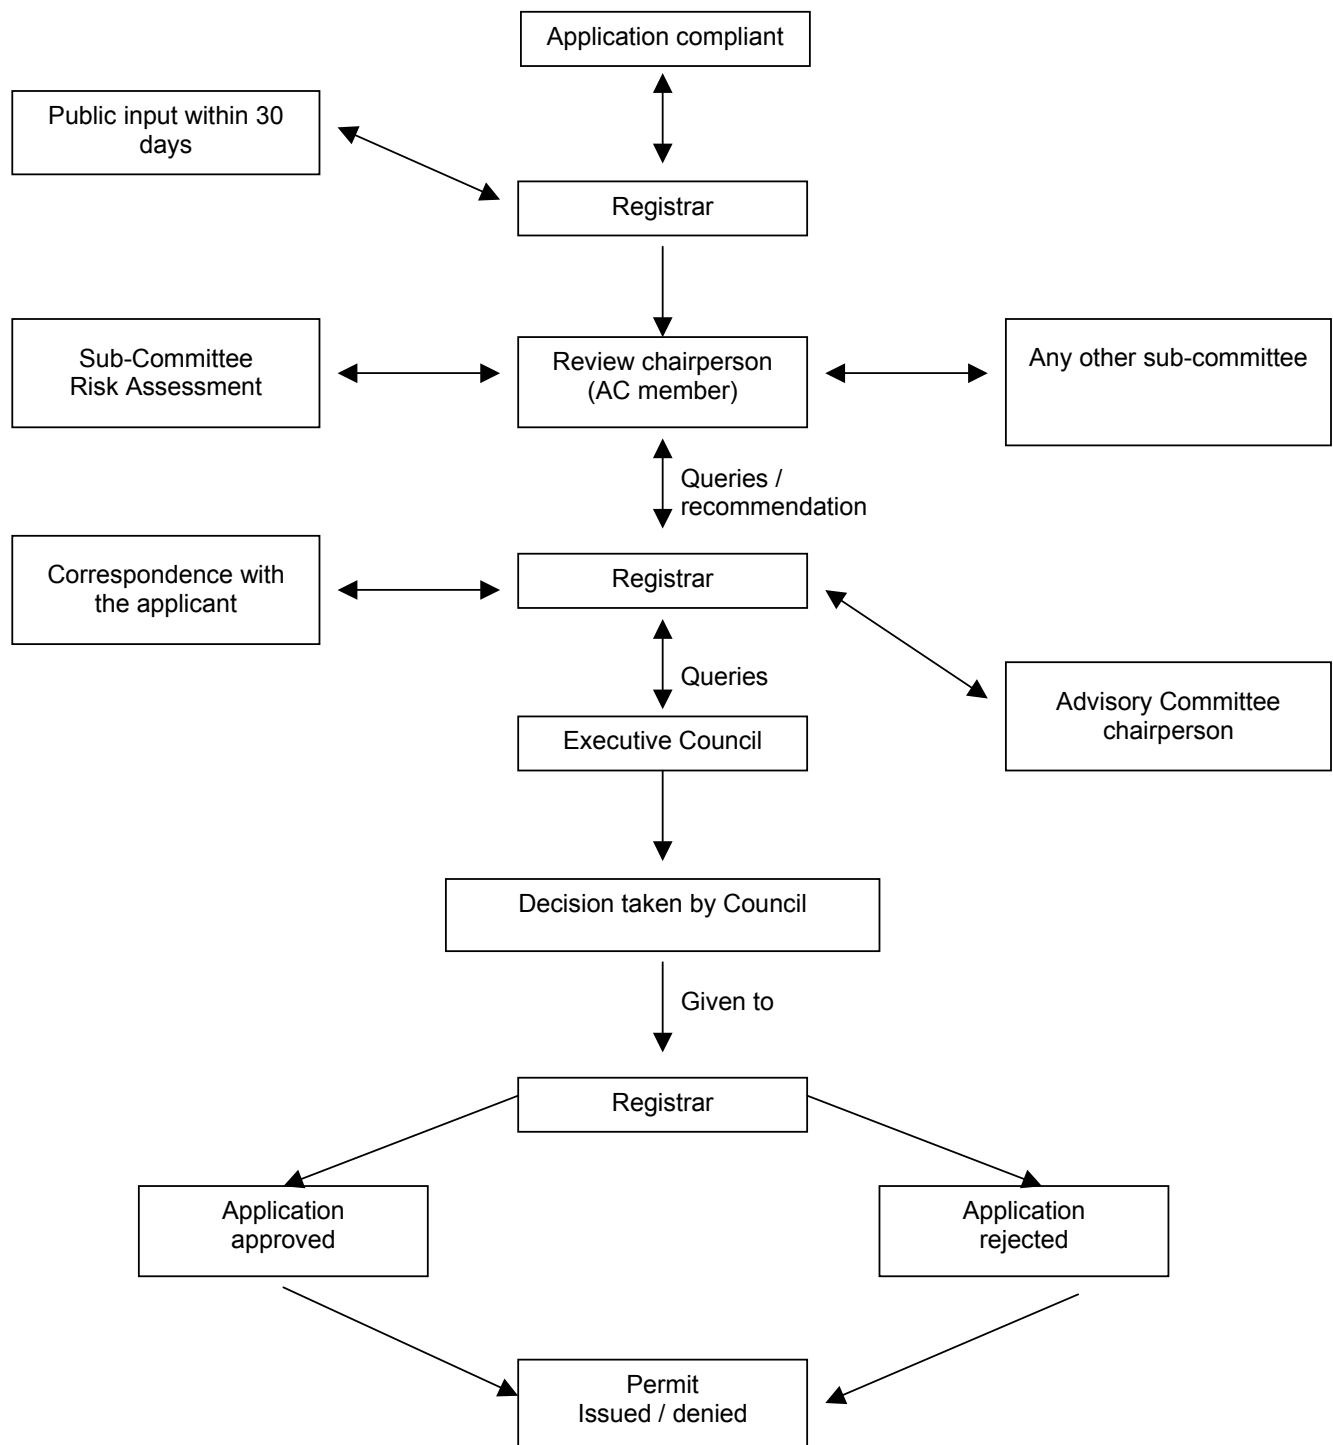 Application compliant
Public input within 30
days
Registrar
Sub-Committee
Risk Assessment
Review chairperson
(AC member)
Any other sub-committee
Queries /
recommendation
Correspondence with
the applicant
Registrar
Queries
Advisory Committee
chairperson
Executive Council
Decision taken by Council
Given to
Registrar
Application
approved
Application
rejected
Permit
Issued / denied